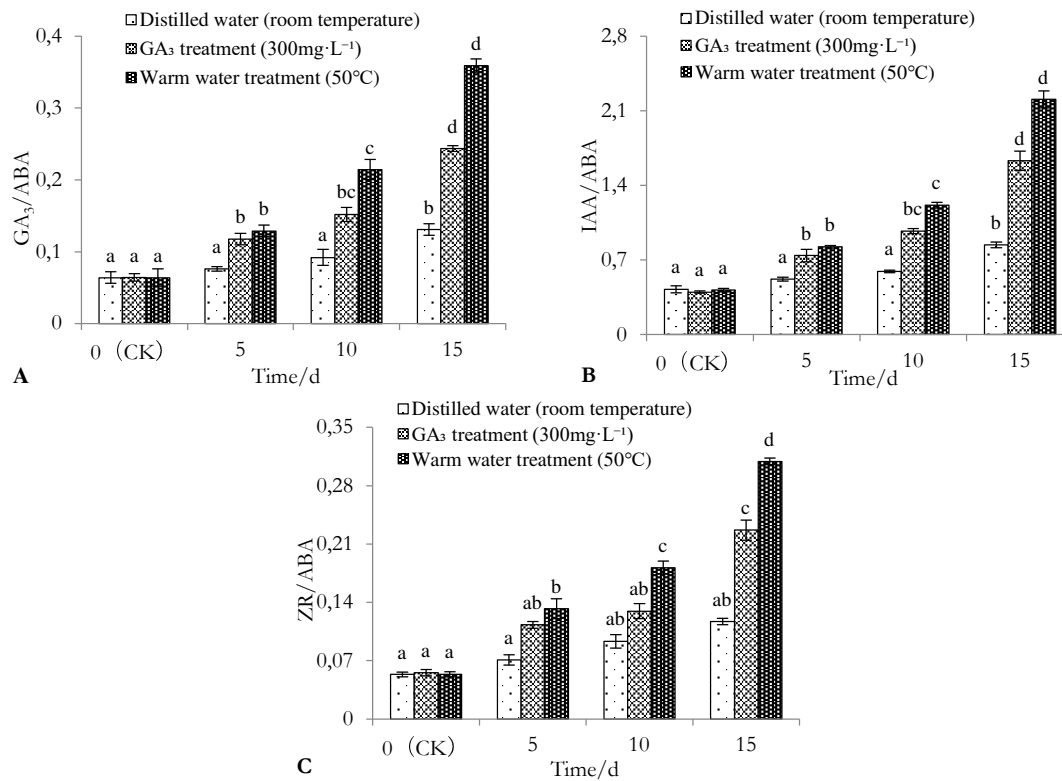 Distilled water (room temperature)
GA₃ treatment (300mg·L⁻¹)
Warm water treatment (50°C)
GA₃/ABA
0,4
0,3
0,2
0,1
0
a a a
a b b
a bc c
b d d
0 （CK） 5 10 15
Time/d
A
Distilled water (room temperature)
GA₃ treatment (300mg·L⁻¹)
Warm water treatment (50°C)
IAA/ABA
2,8
2,1
1,4
0,7
0
a a a
a b b
a bc c
b d d
0 （CK） 5 10 15
Time/d
B
Distilled water (room temperature)
GA₃ treatment (300mg·L⁻¹)
Warm water treatment (50°C)
ZR/ABA
0,35
0,28
0,21
0,14
0,07
0
a a a
a ab b
ab ab c
ab c d
0 （CK） 5 10 15
Time/d
C